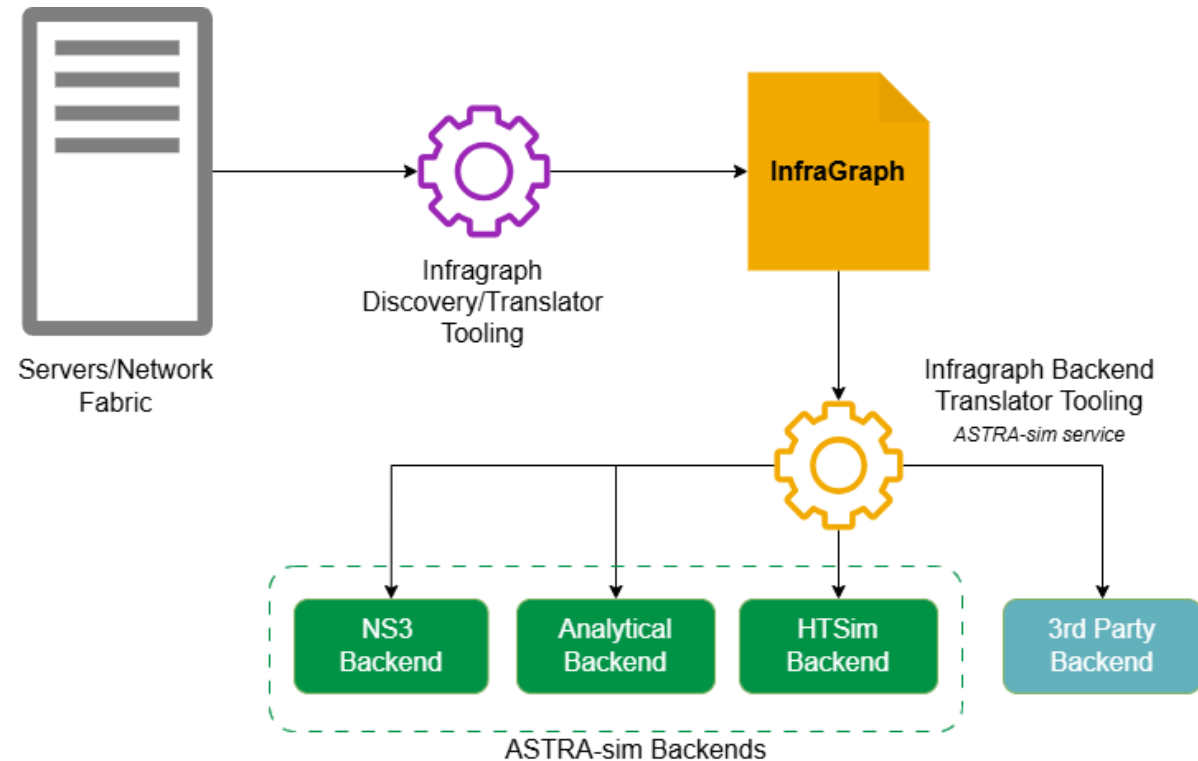 InfraGraph
Infragraph
Discovery/Translator
Tooling
Servers/Network
Fabric
Infragraph Backend
Translator Tooling
ASTRA-sim service
NS3
Backend
Analytical
Backend
HTSim
Backend
3rd Party
Backend
ASTRA-sim Backends